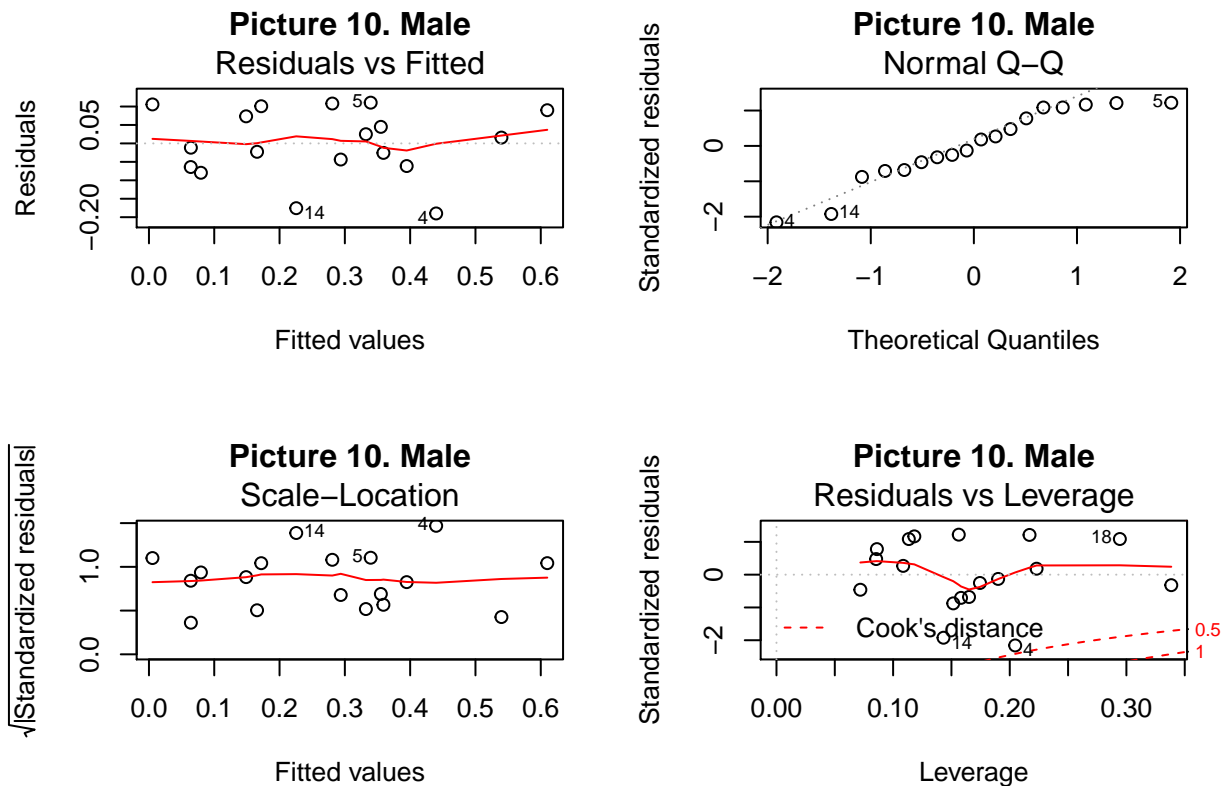 Picture 10. Male
Residuals vs Fitted
Residuals
0.05
−0.20
5
14
4
0.0 0.1 0.2 0.3 0.4 0.5 0.6
Fitted values
Picture 10. Male
Normal Q−Q
Standardized residuals
0
−2
5
4
14
−2 −1 0 1 2
Theoretical Quantiles
Picture 10. Male
Scale−Location
√|Standardized residuals|
1.0
0.0
4
14
5
0.0 0.1 0.2 0.3 0.4 0.5 0.6
Fitted values
Picture 10. Male
Residuals vs Leverage
Standardized residuals
0
−2
18
Cook's distance
14
4
0.5
1
0.00 0.10 0.20 0.30
Leverage